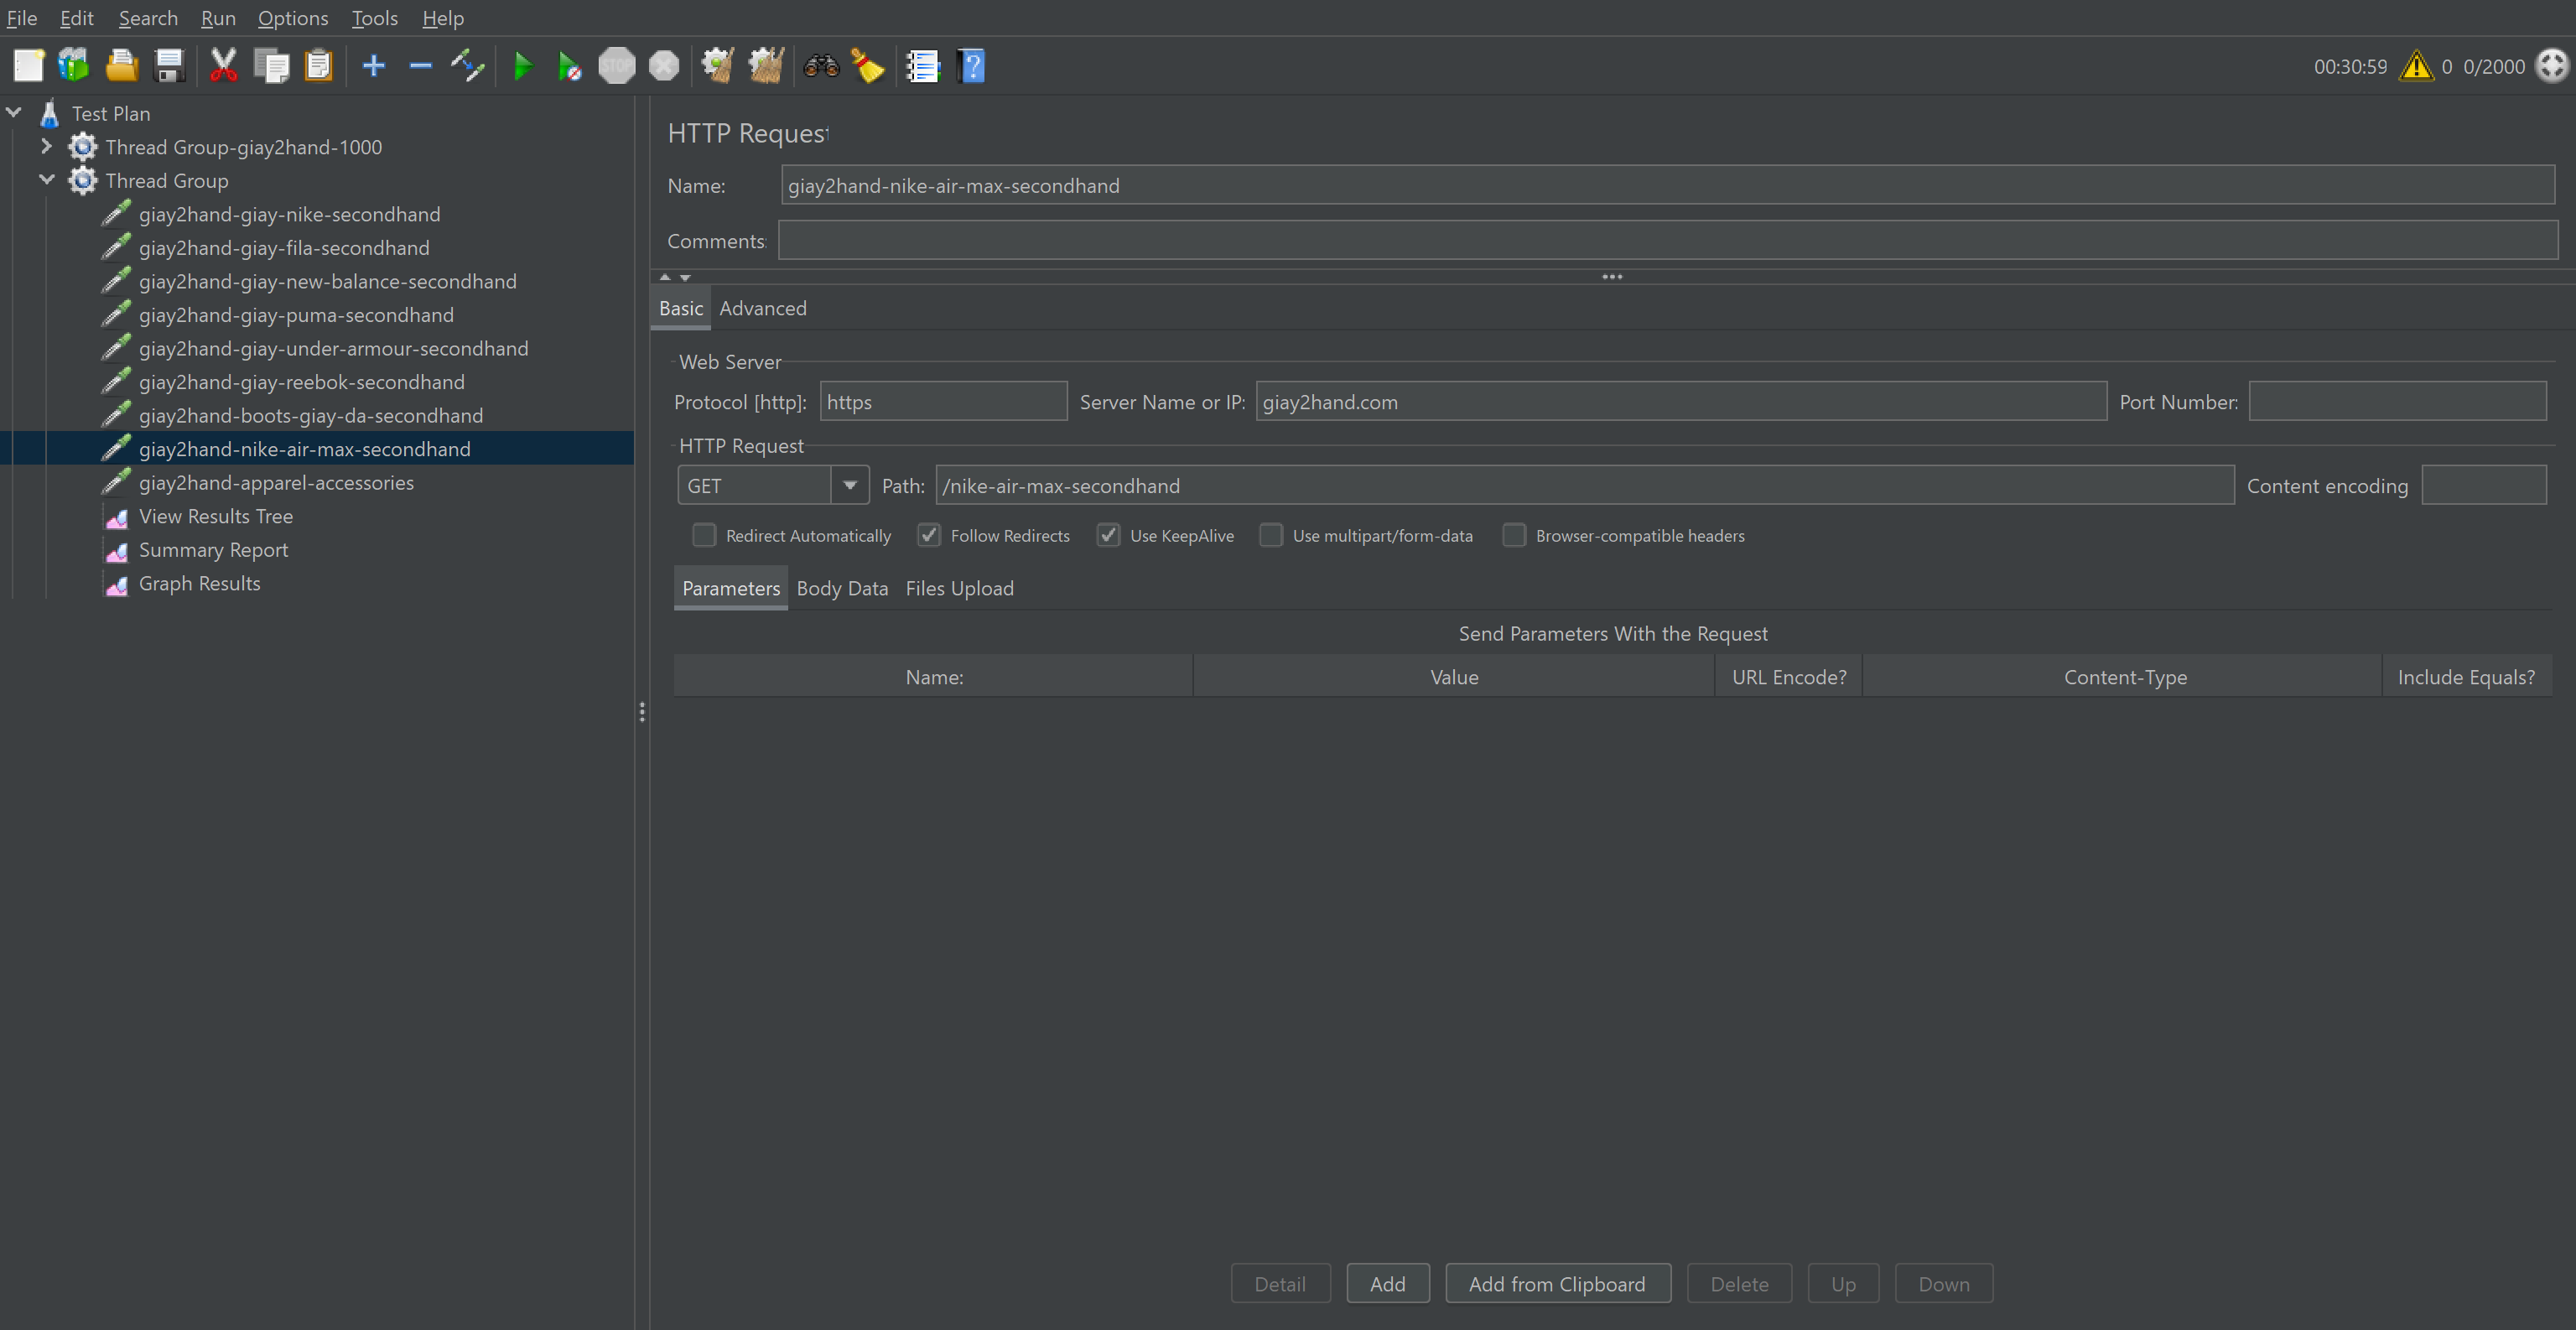 File Edit Search Run Options Tools Help
STOP
00:30:59 0 0/2000
Test Plan
Thread Group-giay2hand-1000
Thread Group
giay2hand-giay-nike-secondhand
giay2hand-giay-fila-secondhand
giay2hand-giay-new-balance-secondhand
giay2hand-giay-puma-secondhand
giay2hand-giay-under-armour-secondhand
giay2hand-giay-reebok-secondhand
giay2hand-boots-giay-da-secondhand
giay2hand-nike-air-max-secondhand
giay2hand-apparel-accessories
View Results Tree
Summary Report
Graph Results
HTTP Request
Name: giay2hand-nike-air-max-secondhand
Comments:
Basic Advanced
Web Server
Protocol [http]: https Server Name or IP: giay2hand.com Port Number:
HTTP Request
GET Path: /nike-air-max-secondhand Content encoding
Redirect Automatically Follow Redirects Use KeepAlive Use multipart/form-data Browser-compatible headers
Parameters Body Data Files Upload
Send Parameters With the Request
Name: Value URL Encode? Content-Type Include Equals?
Detail Add Add from Clipboard Delete Up Down